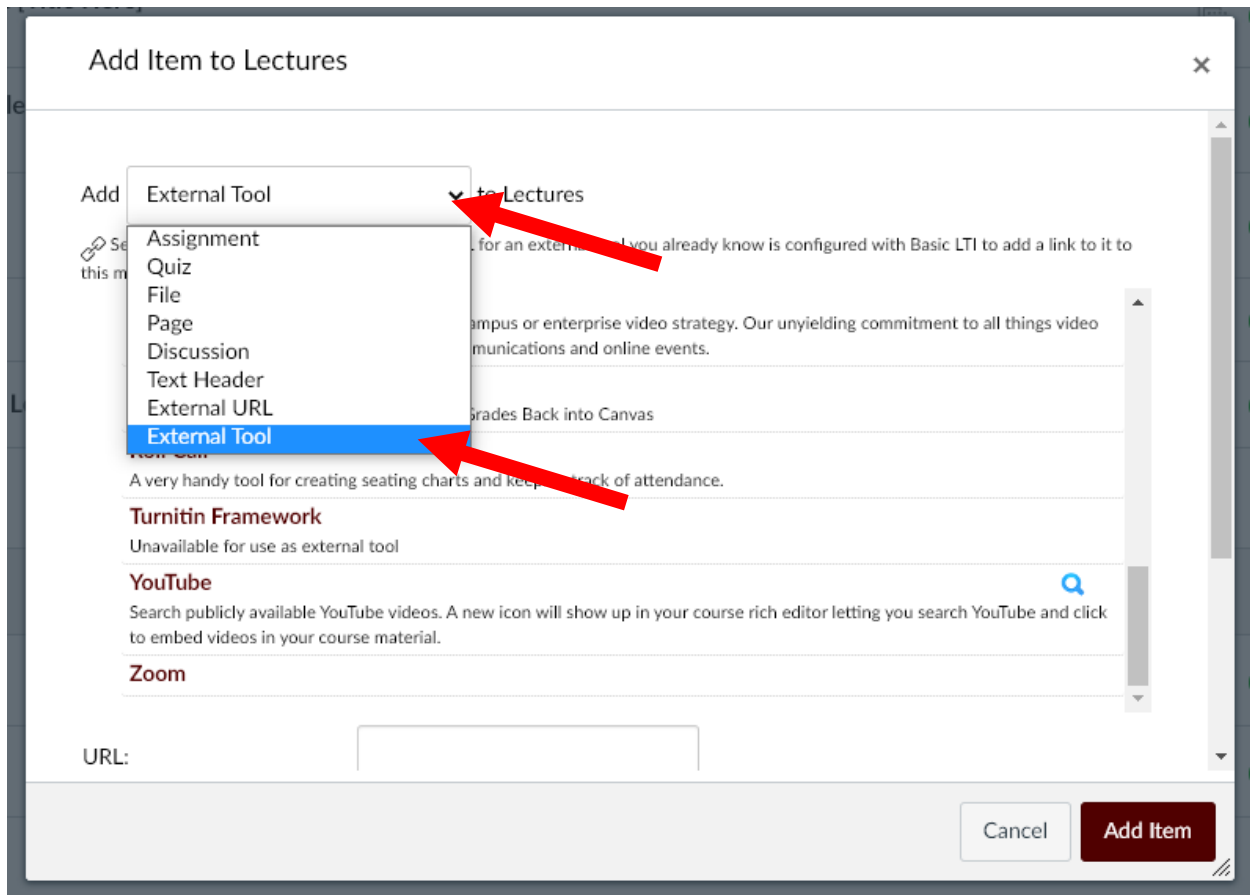 Add Item to Lectures
×
Add External Tool to Lectures
Assignment
Quiz
File
Page
Discussion
Text Header
External URL
External Tool
for an external you already know is configured with Basic LTI to add a link to it to
this
ampus or enterprise video strategy. Our unyielding commitment to all things video
munications and online events.
Grades Back into Canvas
Roll Call
A very handy tool for creating seating charts and track of attendance.
Turnitin Framework
Unavailable for use as external tool
YouTube
Search publicly available YouTube videos. A new icon will show up in your course rich editor letting you search YouTube and click
to embed videos in your course material.
Zoom
URL:
Cancel
Add Item